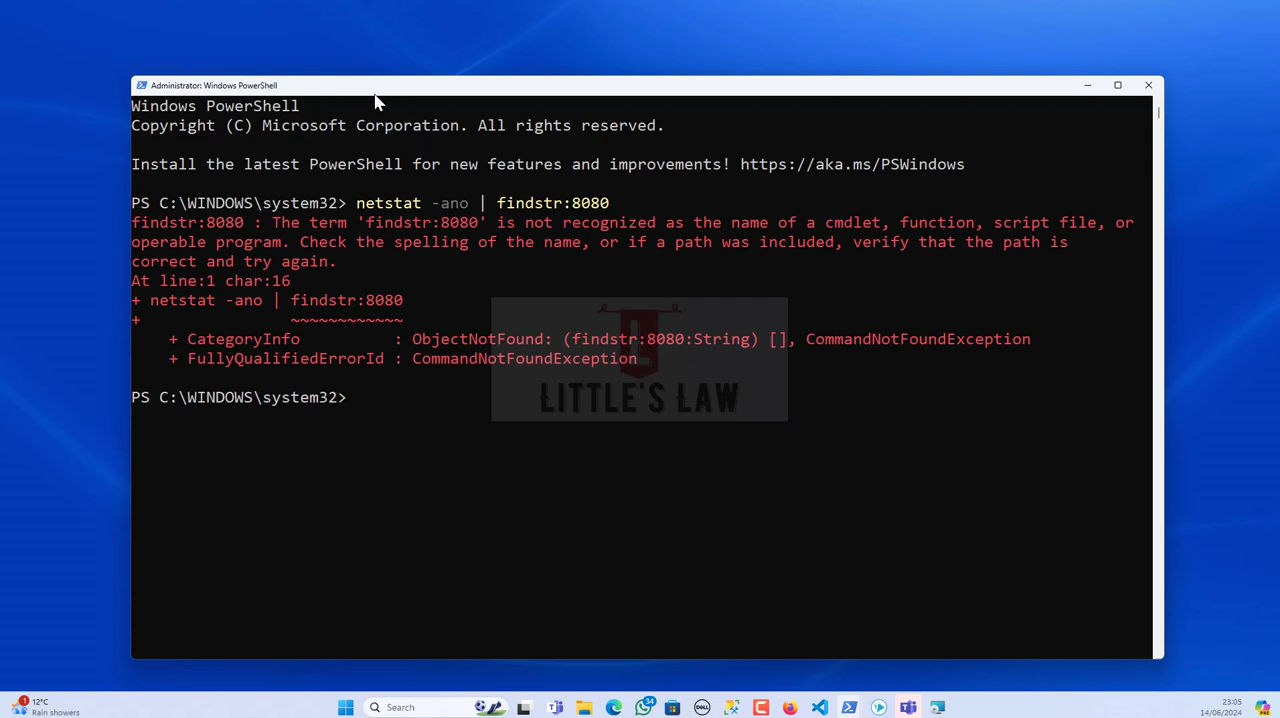 Administrator: Windows PowerShell
Windows PowerShell
Copyright (C) Microsoft Corporation. All rights reserved.
Install the latest PowerShell for new features and improvements! https://aka.ms/PSWindows
PS C:\WINDOWS\system32> netstat -ano | findstr:8080
findstr:8080 : The term 'findstr:8080' is not recognized as the name of a cmdlet, function, script file, or
operable program. Check the spelling of the name, or if a path was included, verify that the path is
correct and try again.
At line:1 char:16
+ netstat -ano | findstr:8080
+                ~~~~~~~~~~~~
    + CategoryInfo          : ObjectNotFound: (findstr:8080:String) [], CommandNotFoundException
    + FullyQualifiedErrorId : CommandNotFoundException
PS C:\WINDOWS\system32>
L
LITTLE'S LAW
1
12°C
Rain showers
Search
34
DELL
23:05
14/06/2024